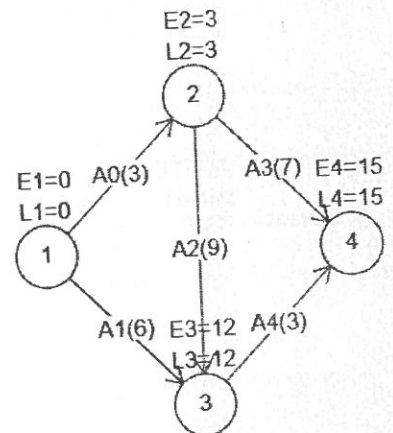 E2=3
L2=3
2
E1=0
L1=0
A0(3)
A3(7)
E4=15
L4=15
1
4
A2(9)
A1(6)
E3=12
L3=12
A4(3)
3